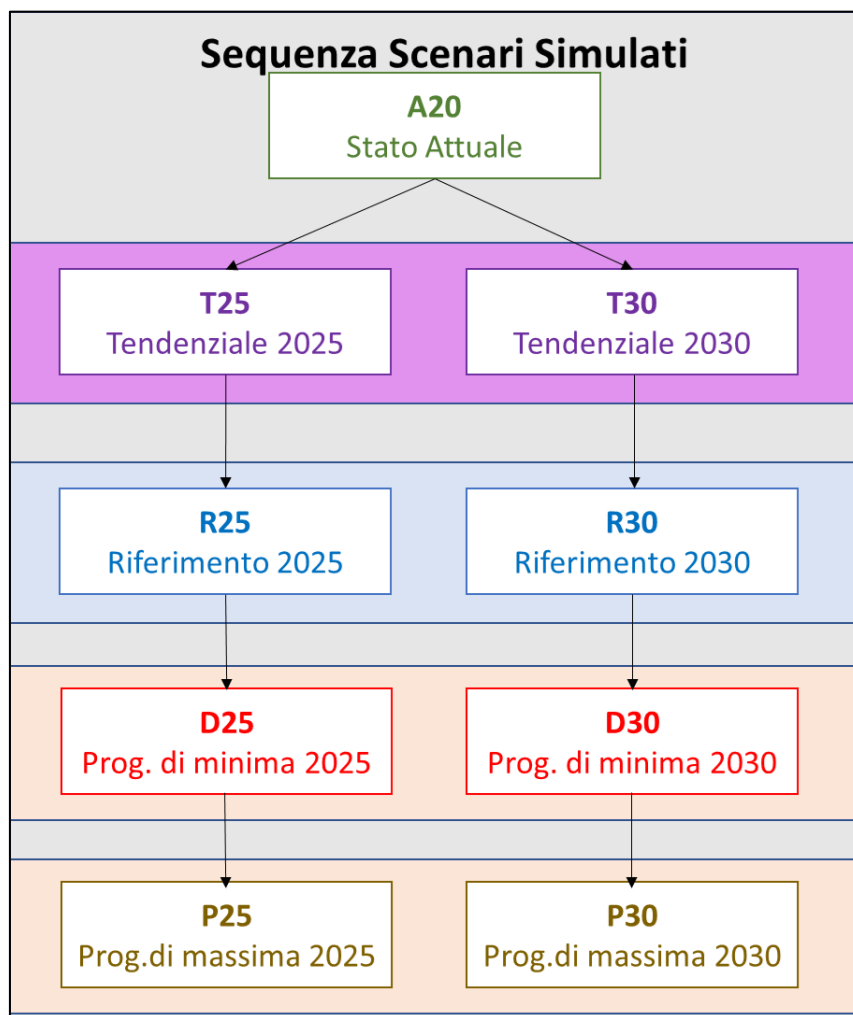 Sequenza Scenari Simulati
A20
Stato Attuale
T25
Tendenziale 2025
T30
Tendenziale 2030
R25
Riferimento 2025
R30
Riferimento 2030
D25
Prog. di minima 2025
D30
Prog. di minima 2030
P25
Prog.di massima 2025
P30
Prog.di massima 2030